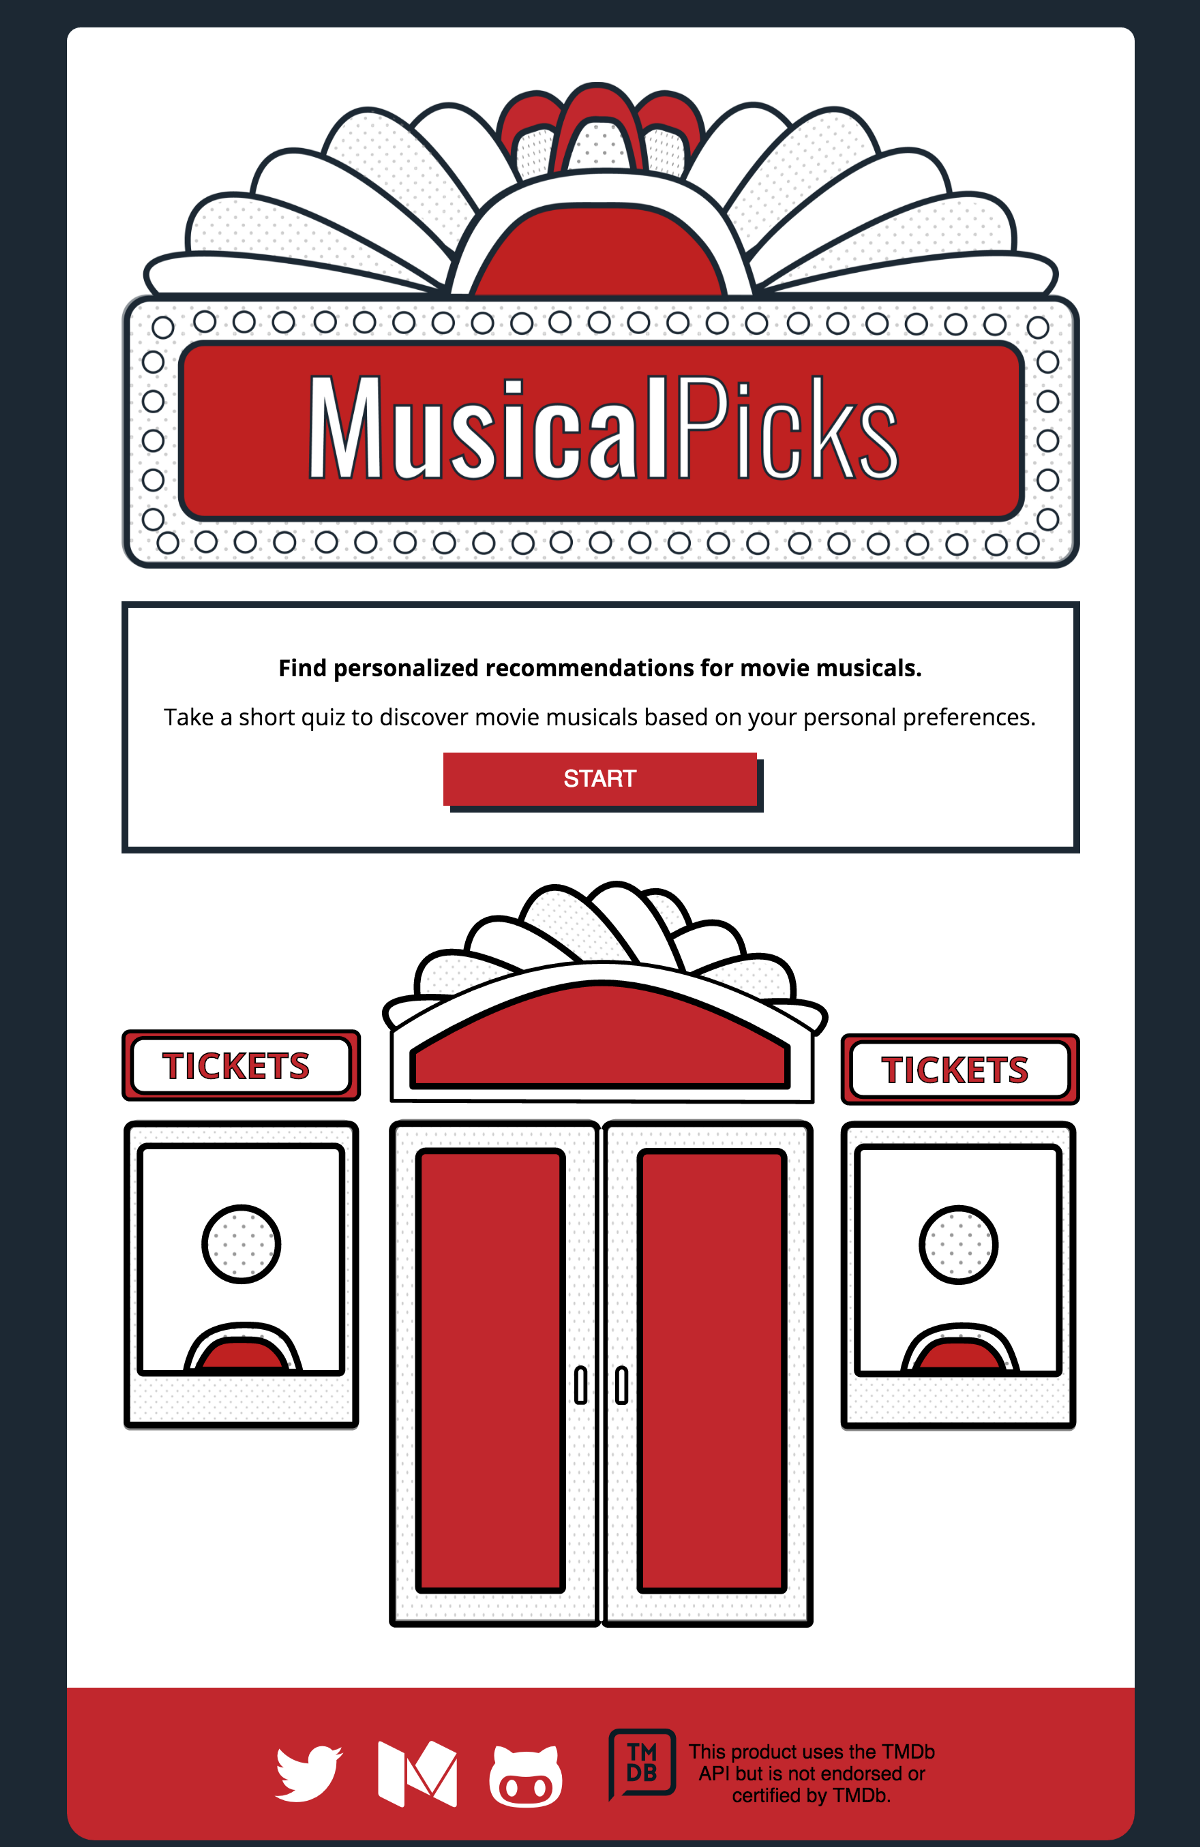 MusicalPicks
Find personalized recommendations for movie musicals.
Take a short quiz to discover movie musicals based on your personal preferences.
START
TICKETS
TICKETS
TM
DB
This product uses the TMDb
API but is not endorsed or
certified by TMDb.